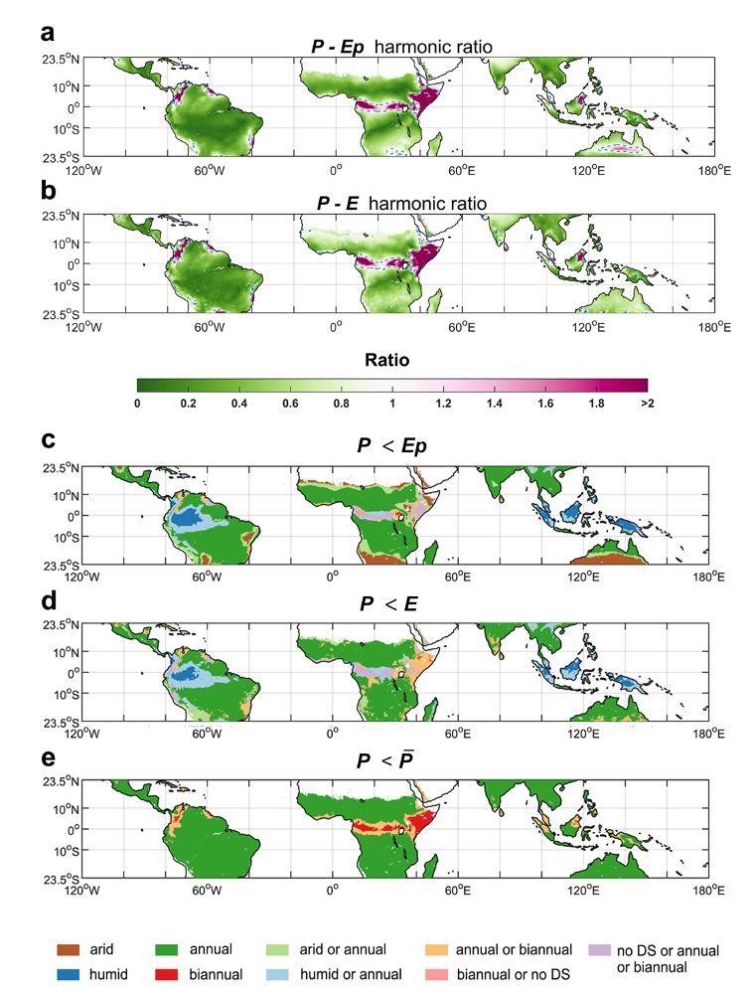 a
P - Ep harmonic ratio
23.5°N
10°N
0°
10°S
23.5°S
120°W 60°W 0° 60°E 120°E 180°E
b
P - E harmonic ratio
23.5°N
10°N
0°
10°S
23.5°S
120°W 60°W 0° 60°E 120°E 180°E
Ratio
0 0.2 0.4 0.6 0.8 1 1.2 1.4 1.6 1.8 >2
c
P < Ep
23.5°N
10°N
0°
10°S
23.5°S
120°W 60°W 0° 60°E 120°E 180°E
d
P < E
23.5°N
10°N
0°
10°S
23.5°S
120°W 60°W 0° 60°E 120°E 180°E
e
P < P̅
23.5°N
10°N
0°
10°S
23.5°S
120°W 60°W 0° 60°E 120°E 180°E
arid annual arid or annual annual or biannual no DS or annual
or biannual
humid biannual humid or annual biannual or no DS